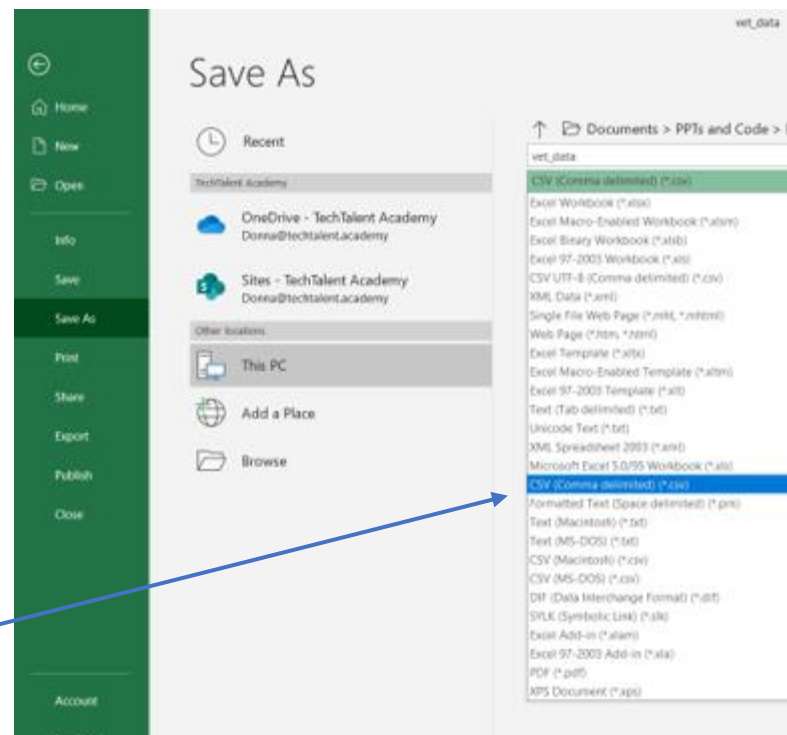 vet_data
Save As
Home
New
Open
Info
Save
Save As
Print
Share
Export
Publish
Close
Account
Recent
TechTalent Academy
OneDrive - TechTalent Academy
Donna@techtalent.academy
Sites - TechTalent Academy
Donna@techtalent.academy
Other locations
This PC
Add a Place
Browse
Documents > PPTs and Code >
vet_data
CSV (Comma delimited) (*.csv)
Excel Workbook (*.xlsx)
Excel Macro-Enabled Workbook (*.xlsm)
Excel Binary Workbook (*.xlsb)
Excel 97-2003 Workbook (*.xls)
CSV UTF-8 (Comma delimited) (*.csv)
XML Data (*.xml)
Single File Web Page (*.mht, *.mhtml)
Web Page (*.htm, *.html)
Excel Template (*.xltx)
Excel Macro-Enabled Template (*.xltm)
Excel 97-2003 Template (*.xlt)
Text (Tab delimited) (*.txt)
Unicode Text (*.txt)
XML Spreadsheet 2003 (*.xml)
Microsoft Excel 5.0/95 Workbook (*.xls)
CSV (Comma delimited) (*.csv)
Formatted Text (Space delimited) (*.prn)
Text (Macintosh) (*.txt)
Text (MS-DOS) (*.txt)
CSV (Macintosh) (*.csv)
CSV (MS-DOS) (*.csv)
DIF (Data Interchange Format) (*.dif)
SYLK (Symbolic Link) (*.slk)
Excel Add-in (*.xlam)
Excel 97-2003 Add-in (*.xla)
PDF (*.pdf)
XPS Document (*.xps)